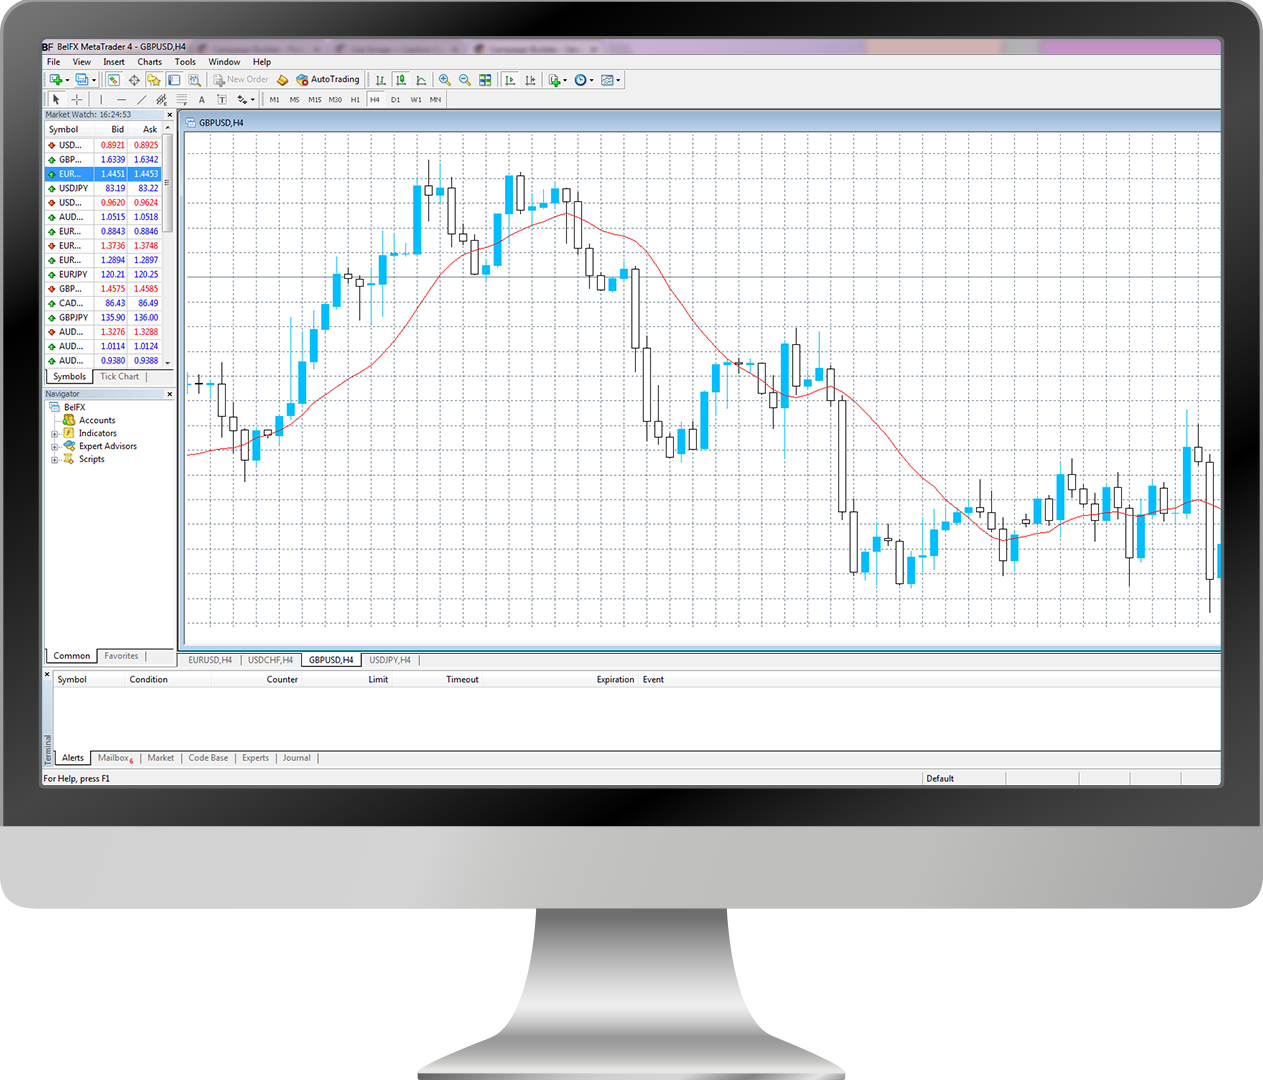 BF BelFX MetaTrader 4 - GBPUSD,H4
File View Insert Charts Tools Window Help
New Order AutoTrading
A T M1 M5 M15 M30 H1 H4 D1 W1 MN
Market Watch: 16:24:53
Symbol Bid Ask
USD... 0.8921 0.8925
GBP... 1.6339 1.6342
EUR... 1.4451 1.4453
USDJPY 83.19 83.22
USD... 0.9620 0.9624
AUD... 1.0515 1.0518
EUR... 0.8843 0.8846
EUR... 1.3736 1.3748
EUR... 1.2894 1.2897
EURJPY 120.21 120.25
GBP... 1.4575 1.4585
CAD... 86.43 86.49
GBPJPY 135.90 136.00
AUD... 1.3276 1.3288
AUD... 1.0114 1.0124
AUD... 0.9380 0.9388
Symbols Tick Chart
Navigator
BelFX
Accounts
Indicators
Expert Advisors
Scripts
Common Favorites
GBPUSD,H4
EURUSD,H4 USDCHF,H4 GBPUSD,H4 USDJPY,H4
Symbol Condition Counter Limit Timeout Expiration Event
Terminal
Alerts Mailbox 6 Market Code Base Experts Journal
For Help, press F1 Default